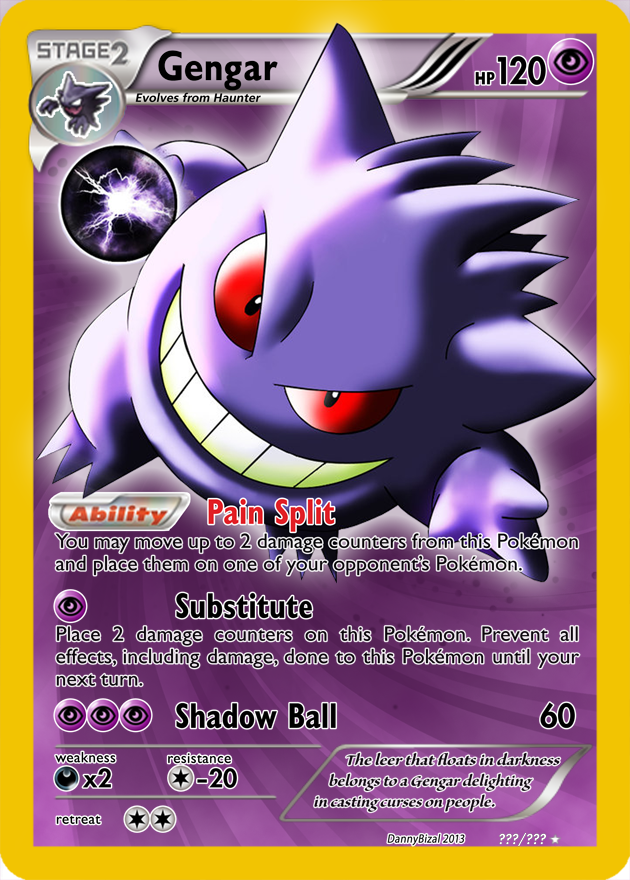 STAGE2
Gengar
HP120
Evolves from Haunter
Ability Pain Split
You may move up to 2 damage counters from this Pokémon
and place them on one of your opponent's Pokémon.
Substitute
Place 2 damage counters on this Pokémon. Prevent all
effects, including damage, done to this Pokémon until your
next turn.
Shadow Ball 60
weakness resistance
x2 -20
The leer that floats in darkness
belongs to a Gengar delighting
in casting curses on people.
retreat
DannyBizal 2013 ???/???